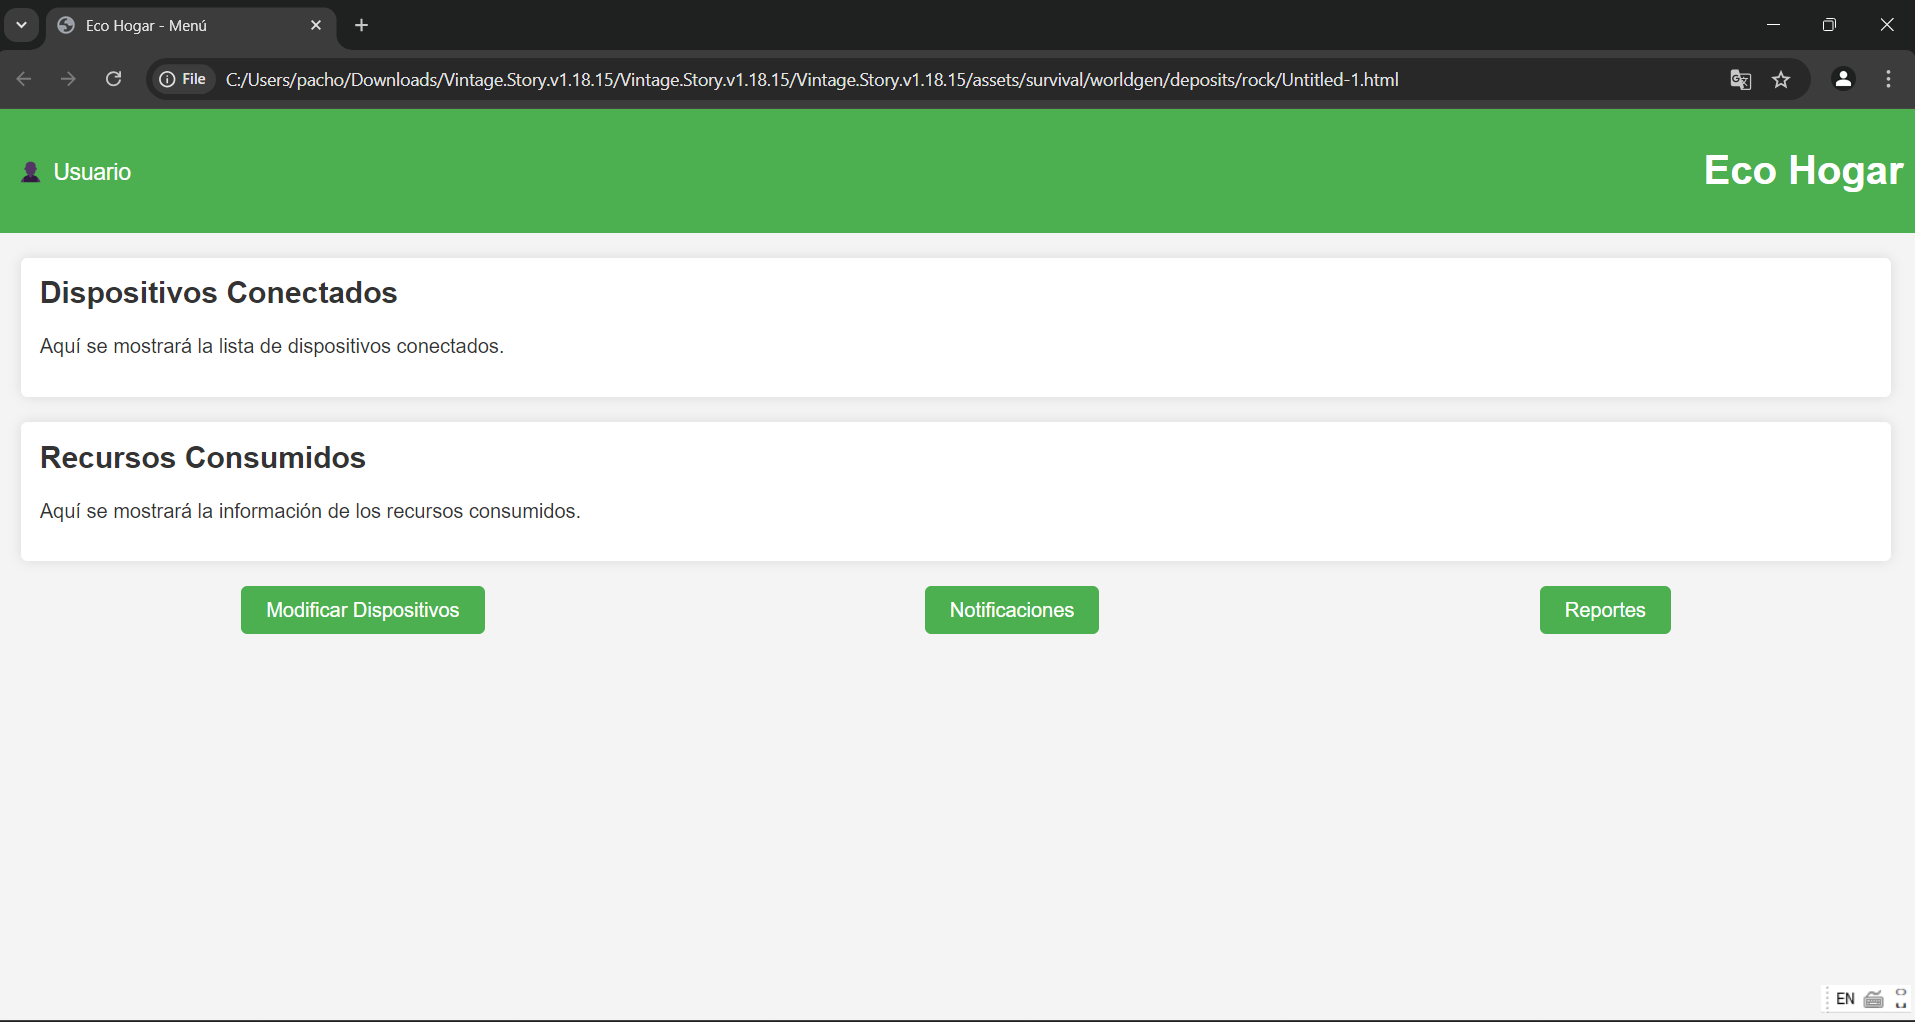 Eco Hogar - Menú
File C:/Users/pacho/Downloads/Vintage.Story.v1.18.15/Vintage.Story.v1.18.15/Vintage.Story.v1.18.15/assets/survival/worldgen/deposits/rock/Untitled-1.html
Usuario
Eco Hogar
Dispositivos Conectados
Aquí se mostrará la lista de dispositivos conectados.
Recursos Consumidos
Aquí se mostrará la información de los recursos consumidos.
Modificar Dispositivos
Notificaciones
Reportes
EN